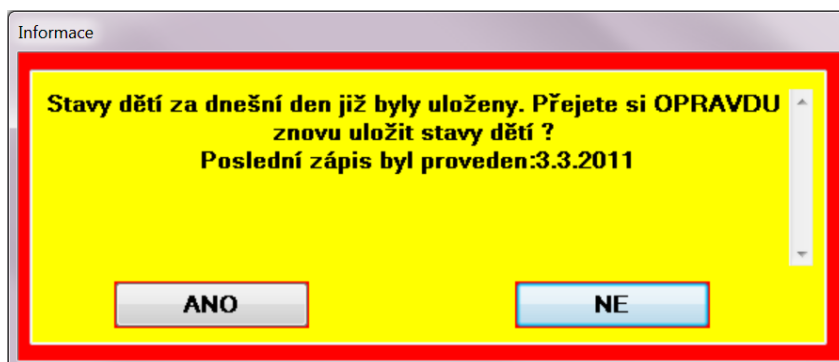 Informace
Stavy dětí za dnešní den již byly uloženy. Přejete si OPRAVDU
znovu uložit stavy dětí ?
Poslední zápis byl proveden:3.3.2011
ANO
NE